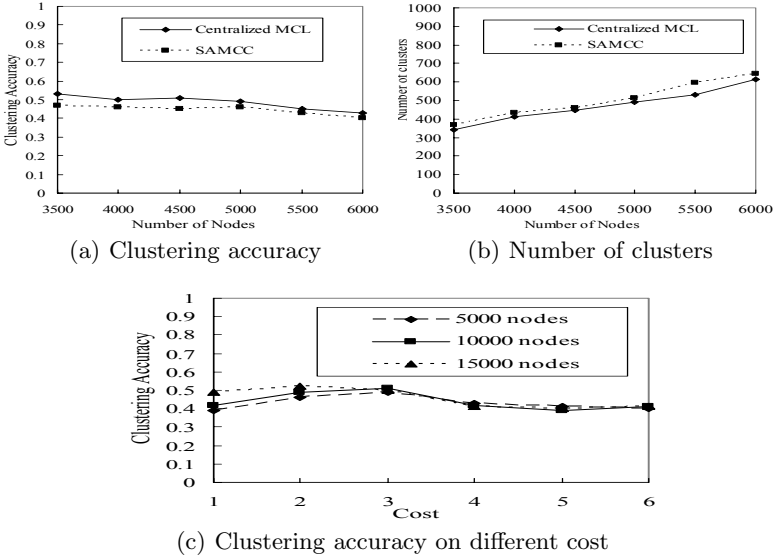 1
0.9
0.8
0.7
0.6
0.5
0.4
0.3
0.2
0.1
0
Clustering Accuracy
Centralized MCL
SAMCC
3500 4000 4500 5000 5500 6000
Number of Nodes
(a) Clustering accuracy
1000
900
800
700
600
500
400
300
200
100
0
Number of clusters
Centralized MCL
SAMCC
3500 4000 4500 5000 5500 6000
Number of Nodes
(b) Number of clusters
1
0.9
0.8
0.7
0.6
0.5
0.4
0.3
0.2
0.1
0
Clustering Accuracy
5000 nodes
10000 nodes
15000 nodes
1 2 3 4 5 6
Cost
(c) Clustering accuracy on different cost